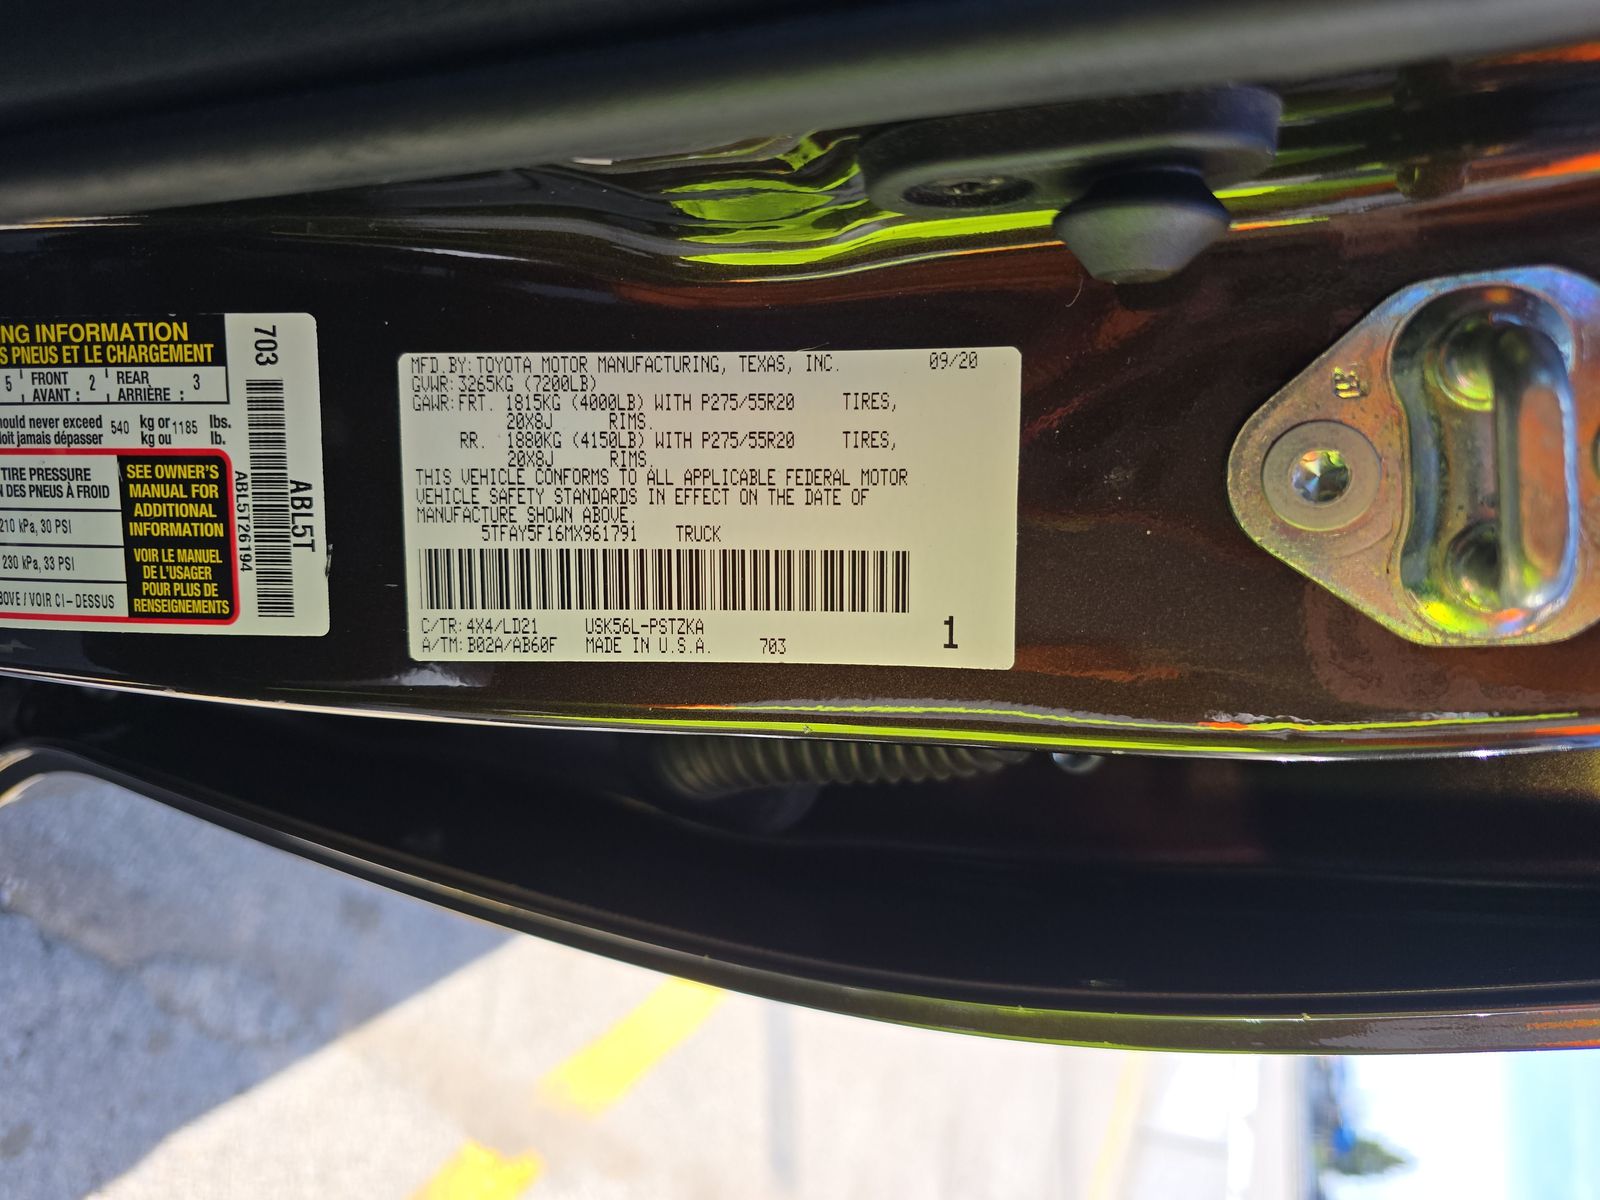 NG INFORMATION
S PNEUS ET LE CHARGEMENT
5 FRONT 2 REAR 3
AVANT : ARRIÈRE :
ould never exceed 540 kg or 1185 lbs.
oit jamais dépasser kg ou lb.
TIRE PRESSURE
N DES PNEUS À FROID
210 kPa, 30 PSI
230 kPa, 33 PSI
BOVE / VOIR CI-DESSUS
SEE OWNER'S
MANUAL FOR
ADDITIONAL
INFORMATION
VOIR LE MANUEL
DE L'USAGER
POUR PLUS DE
RENSEIGNEMENTS
703
ABL5T26194
ABL5T
MFD.BY: TOYOTA MOTOR MANUFACTURING, TEXAS, INC. 09/20
GVWR: 3265KG (7200LB)
GAWR: FRT. 1815KG (4000LB) WITH P275/55R20 TIRES,
20X8J RIMS.
RR. 1880KG (4150LB) WITH P275/55R20 TIRES,
20X8J RIMS.
THIS VEHICLE CONFORMS TO ALL APPLICABLE FEDERAL MOTOR
VEHICLE SAFETY STANDARDS IN EFFECT ON THE DATE OF
MANUFACTURE SHOWN ABOVE.
5TFAY5F16MX961791 TRUCK
C/TR: 4X4/LD21 USK56L-PSTZKA
A/TM: B02A/AB60F MADE IN U.S.A. 703
1